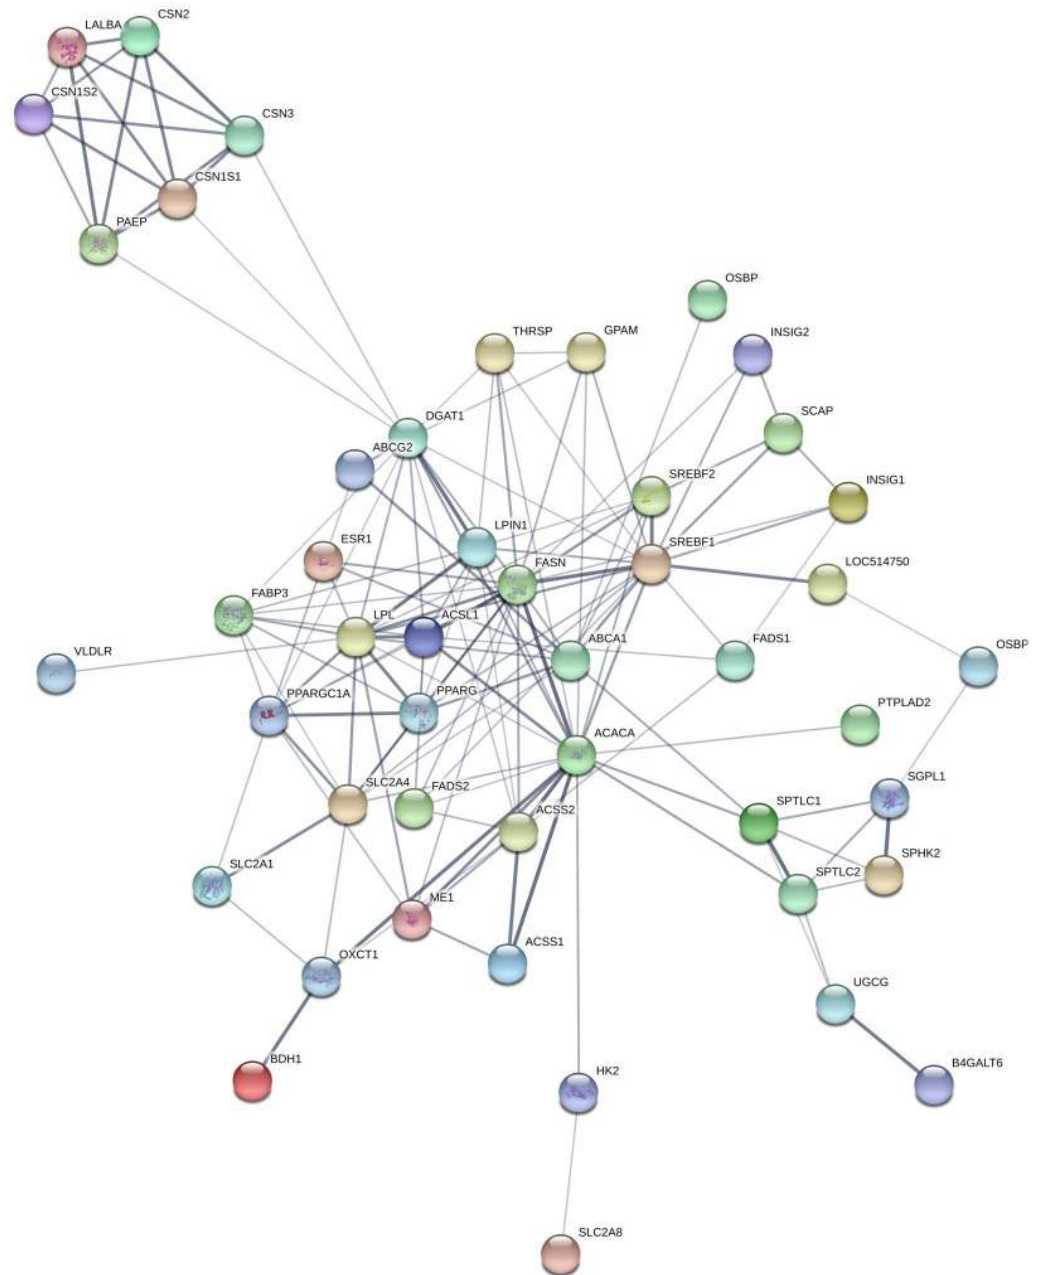 CSN2
LALBA
CSN1S2
CSN3
CSN1S1
PAEP
OSBP
THRSP
GPAM
INSIG2
DGAT1
SCAP
ABCG2
SREBF2
INSIG1
LPIN1
SREBF1
ESR1
FASN
LOC514750
FABP3
LPL
ACSL1
ABCA1
FADS1
VLDLR
OSBP
PPARGC1A
PPARG
PTPLAD2
ACACA
SLC2A4
FADS2
SGPL1
ACSS2
SPTLC1
SPHK2
SLC2A1
SPTLC2
ME1
ACSS1
OXCT1
UGCG
BDH1
HK2
B4GALT6
SLC2A8